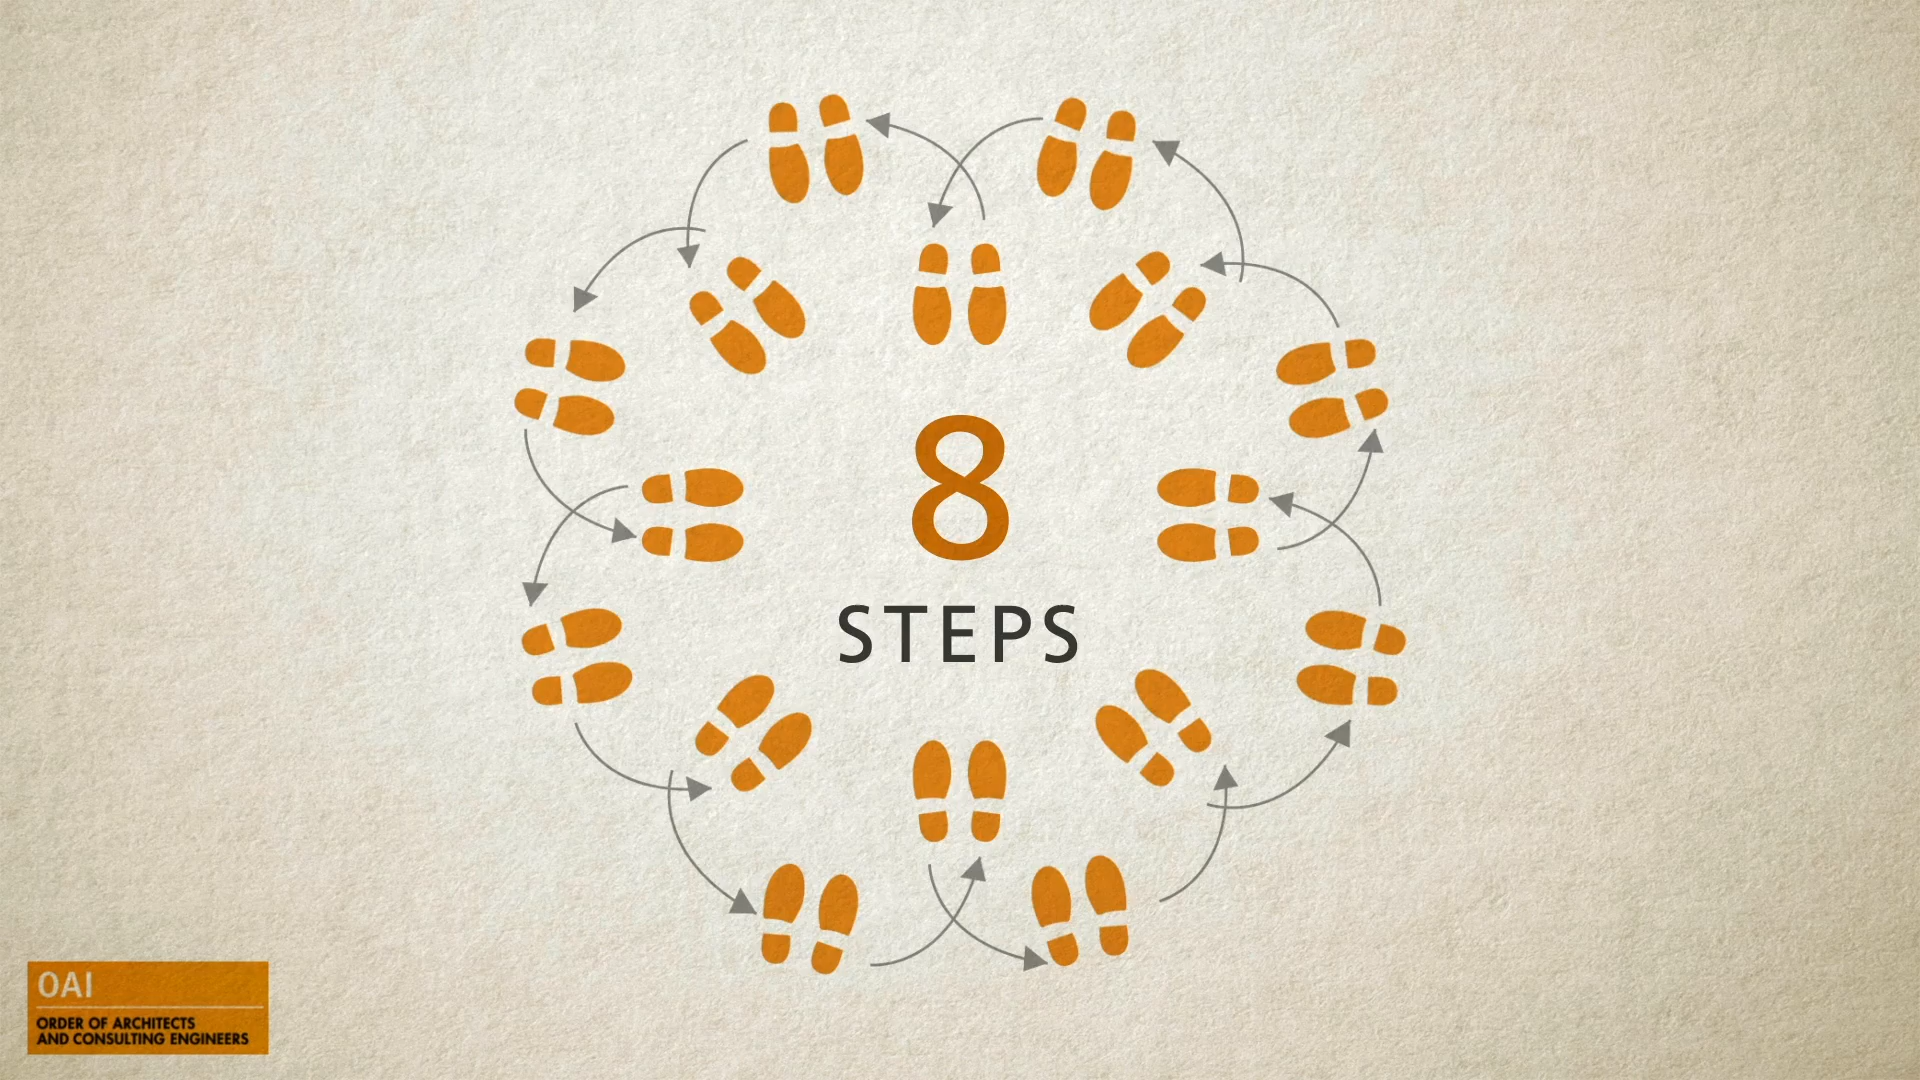 8
STEPS
OAI
ORDER OF ARCHITECTS
AND CONSULTING ENGINEERS